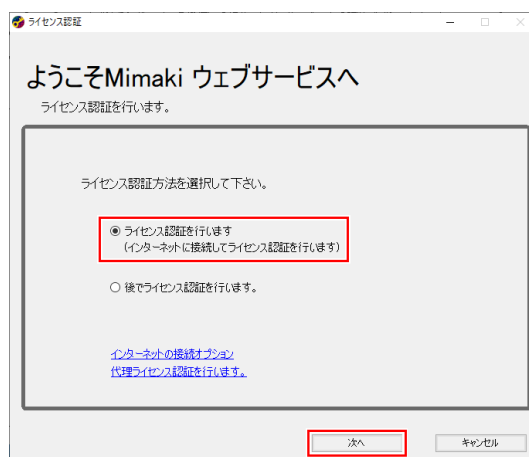 ライセンス認証
ようこそMimaki ウェブサービスへ
ライセンス認証を行います。
ライセンス認証方法を選択して下さい。
ライセンス認証を行います
(インターネットに接続してライセンス認証を行います)
後でライセンス認証を行います。
インターネットの接続オプション
代理ライセンス認証を行います。
次へ
キャンセル